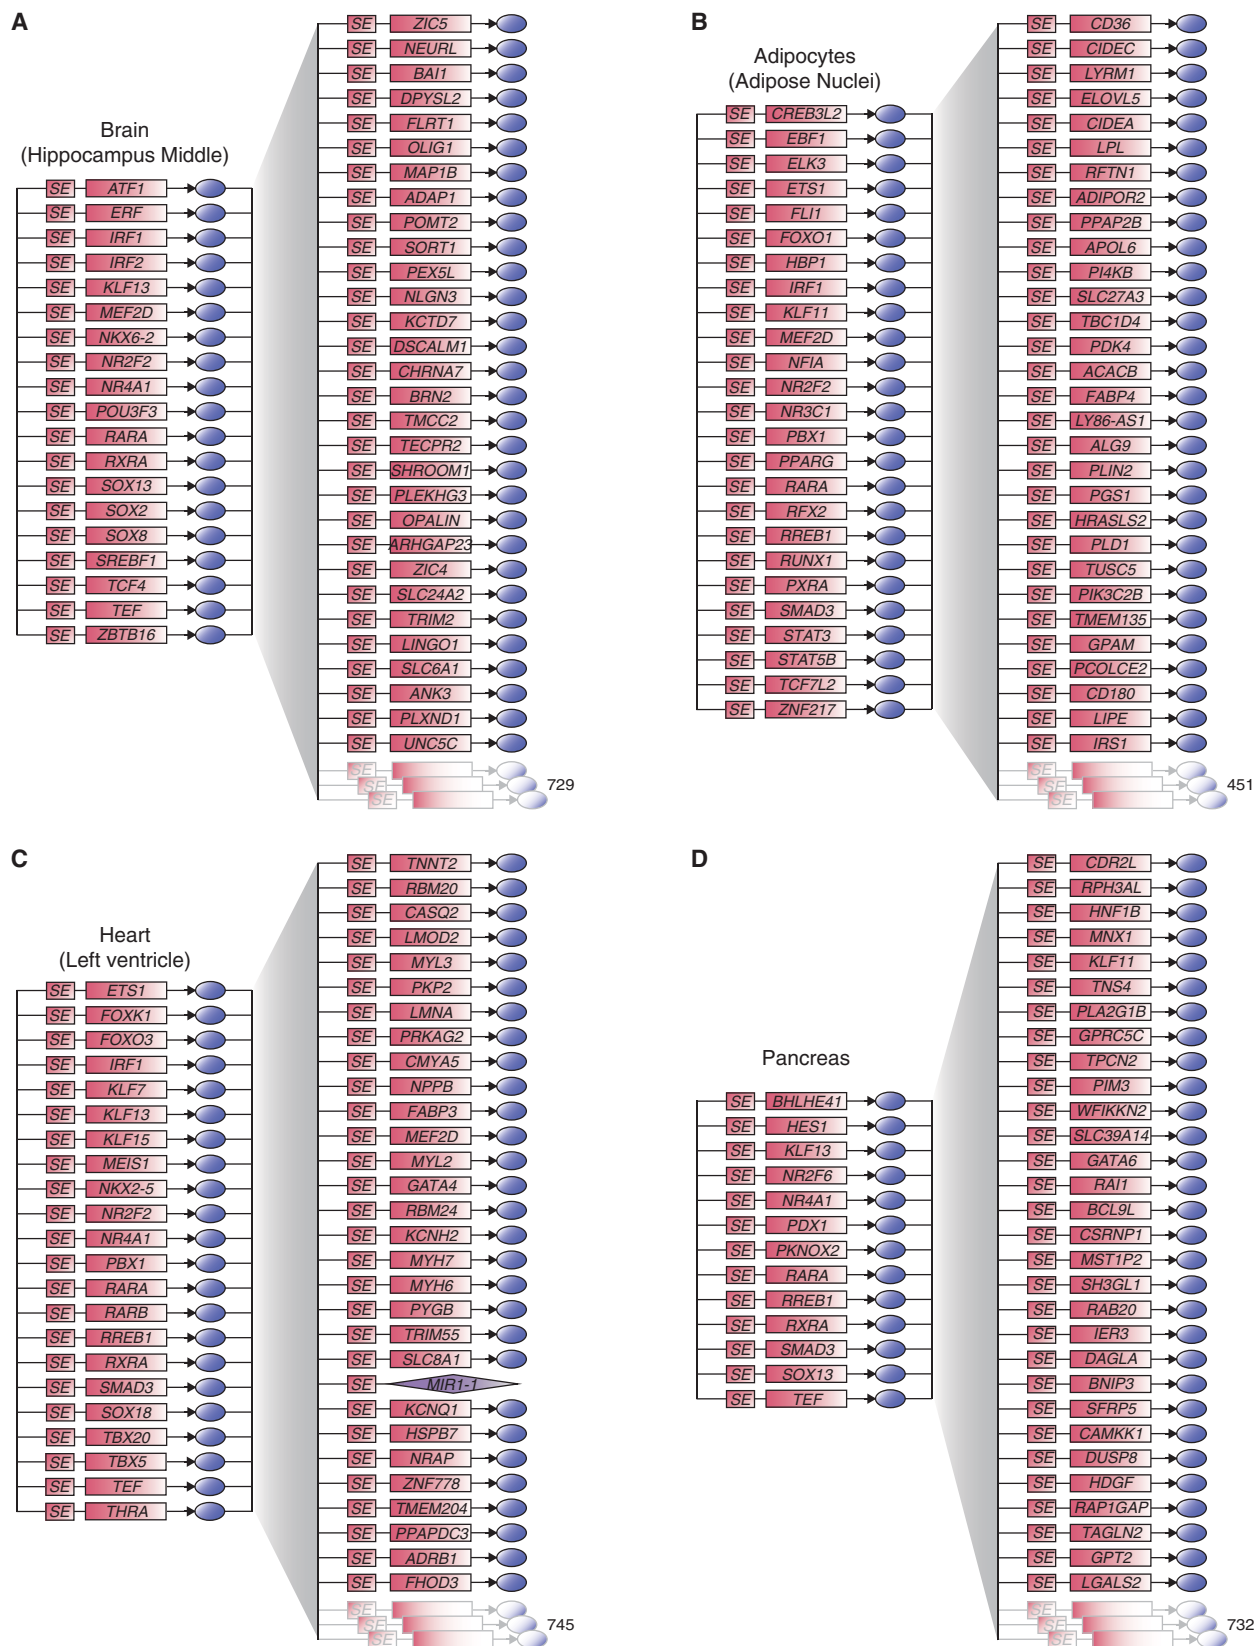 A
Brain
(Hippocampus Middle)
SE ATF1
SE ERF
SE IRF1
SE IRF2
SE KLF13
SE MEF2D
SE NKX6-2
SE NR2F2
SE NR4A1
SE POU3F3
SE RARA
SE RXRA
SE SOX13
SE SOX2
SE SOX8
SE SREBF1
SE TCF4
SE TEF
SE ZBTB16
SE ZIC5
SE NEURL
SE BAI1
SE DPYSL2
SE FLRT1
SE OLIG1
SE MAP1B
SE ADAP1
SE POMT2
SE SORT1
SE PEX5L
SE NLGN3
SE KCTD7
SE DSCALM1
SE CHRNA7
SE BRN2
SE TMCC2
SE TECPR2
SE SHROOM1
SE PLEKHG3
SE OPALIN
SE ARHGAP23
SE ZIC4
SE SLC24A2
SE TRIM2
SE LINGO1
SE SLC6A1
SE ANK3
SE PLXND1
SE UNC5C
SE
SE
SE
729
B
Adipocytes
(Adipose Nuclei)
SE CREB3L2
SE EBF1
SE ELK3
SE ETS1
SE FLI1
SE FOXO1
SE HBP1
SE IRF1
SE KLF11
SE MEF2D
SE NFIA
SE NR2F2
SE NR3C1
SE PBX1
SE PPARG
SE RARA
SE RFX2
SE RREB1
SE RUNX1
SE PXRA
SE SMAD3
SE STAT3
SE STAT5B
SE TCF7L2
SE ZNF217
SE CD36
SE CIDEC
SE LYRM1
SE ELOVL5
SE CIDEA
SE LPL
SE RFTN1
SE ADIPOR2
SE PPAP2B
SE APOL6
SE PI4KB
SE SLC27A3
SE TBC1D4
SE PDK4
SE ACACB
SE FABP4
SE LY86-AS1
SE ALG9
SE PLIN2
SE PGS1
SE HRASLS2
SE PLD1
SE TUSC5
SE PIK3C2B
SE TMEM135
SE GPAM
SE PCOLCE2
SE CD180
SE LIPE
SE IRS1
SE
SE
SE
451
C
Heart
(Left ventricle)
SE ETS1
SE FOXK1
SE FOXO3
SE IRF1
SE KLF7
SE KLF13
SE KLF15
SE MEIS1
SE NKX2-5
SE NR2F2
SE NR4A1
SE PBX1
SE RARA
SE RARB
SE RREB1
SE RXRA
SE SMAD3
SE SOX18
SE TBX20
SE TBX5
SE TEF
SE THRA
SE TNNT2
SE RBM20
SE CASQ2
SE LMOD2
SE MYL3
SE PKP2
SE LMNA
SE PRKAG2
SE CMYA5
SE NPPB
SE FABP3
SE MEF2D
SE MYL2
SE GATA4
SE RBM24
SE KCNH2
SE MYH7
SE MYH6
SE PYGB
SE TRIM55
SE SLC8A1
SE MIR1-1
SE KCNQ1
SE HSPB7
SE NRAP
SE ZNF778
SE TMEM204
SE PPAPDC3
SE ADRB1
SE FHOD3
SE
SE
SE
745
D
Pancreas
SE BHLHE41
SE HES1
SE KLF13
SE NR2F6
SE NR4A1
SE PDX1
SE PKNOX2
SE RARA
SE RREB1
SE RXRA
SE SMAD3
SE SOX13
SE TEF
SE CDR2L
SE RPH3AL
SE HNF1B
SE MNX1
SE KLF11
SE TNS4
SE PLA2G1B
SE GPRC5C
SE TPCN2
SE PIM3
SE WFIKKN2
SE SLC39A14
SE GATA6
SE RAI1
SE BCL9L
SE CSRNP1
SE MST1P2
SE SH3GL1
SE RAB20
SE IER3
SE DAGLA
SE BNIP3
SE SFRP5
SE CAMKK1
SE DUSP8
SE HDGF
SE RAP1GAP
SE TAGLN2
SE GPT2
SE LGALS2
SE
SE
SE
732